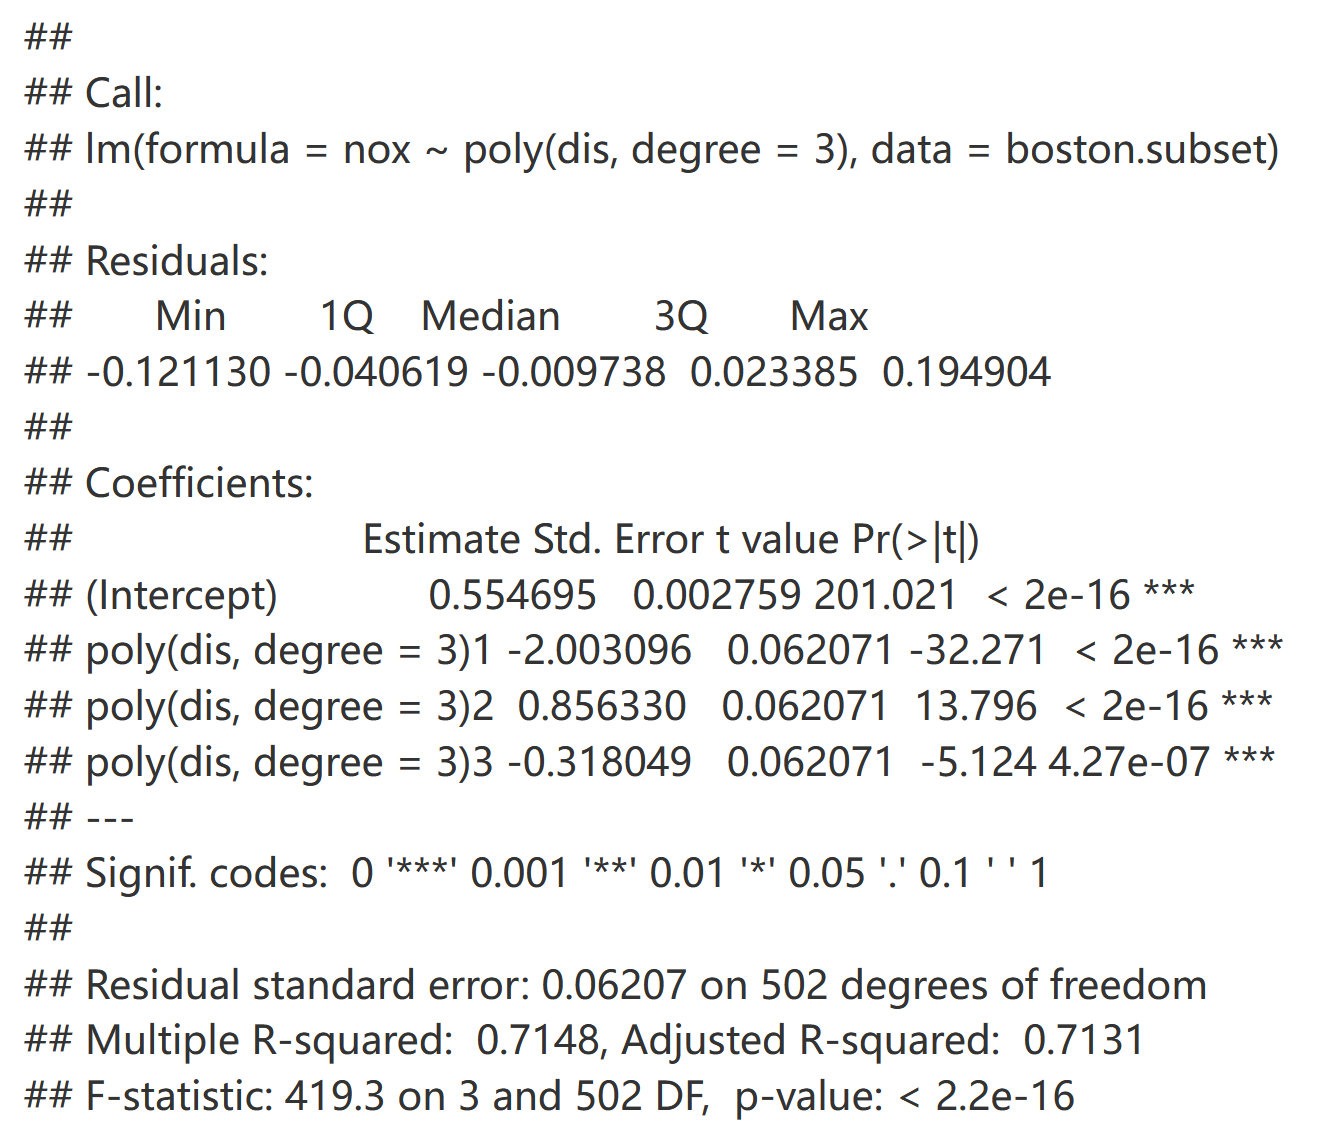 ##
## Call:
## lm(formula = nox ~ poly(dis, degree = 3), data = boston.subset)
##
## Residuals:
##       Min        1Q    Median        3Q       Max
## -0.121130 -0.040619 -0.009738  0.023385  0.194904
##
## Coefficients:
##                         Estimate Std. Error t value Pr(>|t|)
## (Intercept)             0.554695   0.002759 201.021  < 2e-16 ***
## poly(dis, degree = 3)1 -2.003096   0.062071 -32.271  < 2e-16 ***
## poly(dis, degree = 3)2  0.856330   0.062071  13.796  < 2e-16 ***
## poly(dis, degree = 3)3 -0.318049   0.062071  -5.124 4.27e-07 ***
## ---
## Signif. codes:  0 '***' 0.001 '**' 0.01 '*' 0.05 '.' 0.1 ' ' 1
##
## Residual standard error: 0.06207 on 502 degrees of freedom
## Multiple R-squared:  0.7148, Adjusted R-squared:  0.7131
## F-statistic: 419.3 on 3 and 502 DF,  p-value: < 2.2e-16